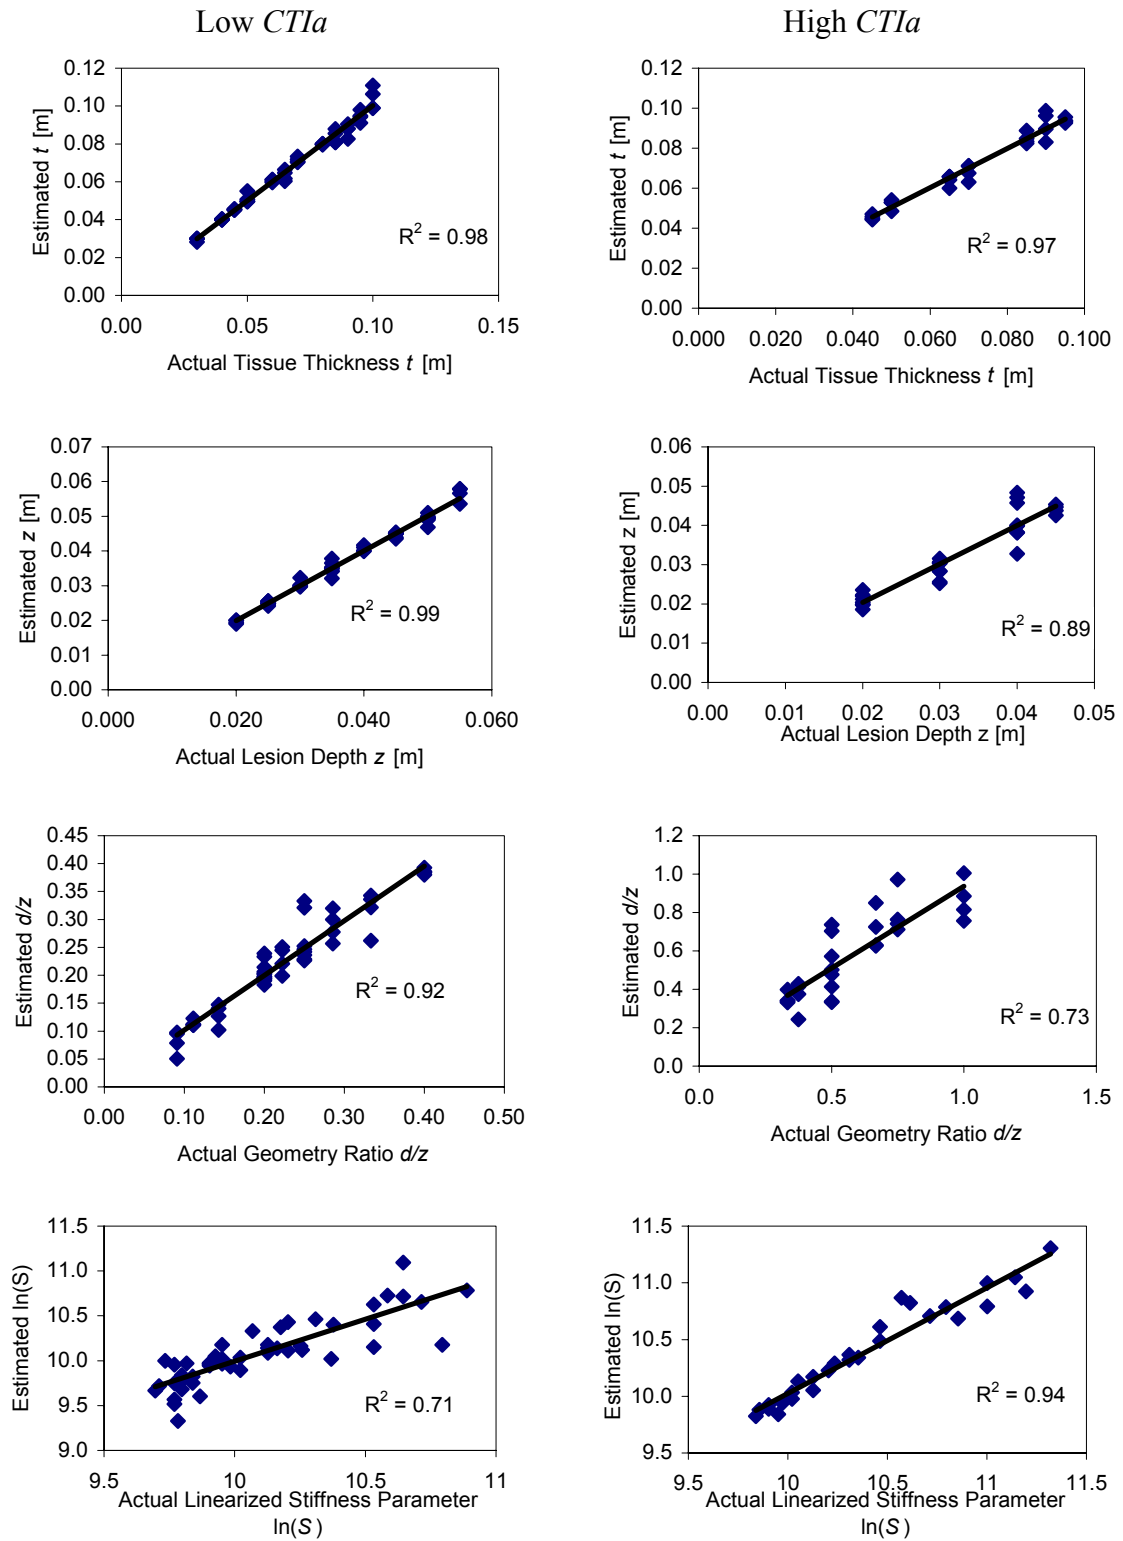 Low CTIa
High CTIa
0.12
0.10
0.08
0.06
0.04
0.02
0.00
Estimated t [m]
R² = 0.98
0.00 0.05 0.10 0.15
Actual Tissue Thickness t [m]
0.12
0.10
0.08
0.06
0.04
0.02
0.00
Estimated t [m]
R² = 0.97
0.000 0.020 0.040 0.060 0.080 0.100
Actual Tissue Thickness t [m]
0.07
0.06
0.05
0.04
0.03
0.02
0.01
0.00
Estimated z [m]
R² = 0.99
0.000 0.020 0.040 0.060
Actual Lesion Depth z [m]
0.06
0.05
0.04
0.03
0.02
0.01
0.00
Estimated z [m]
R² = 0.89
0.00 0.01 0.02 0.03 0.04 0.05
Actual Lesion Depth z [m]
0.45
0.40
0.35
0.30
0.25
0.20
0.15
0.10
0.05
0.00
Estimated d/z
R² = 0.92
0.00 0.10 0.20 0.30 0.40 0.50
Actual Geometry Ratio d/z
1.2
1.0
0.8
0.6
0.4
0.2
0.0
Estimated d/z
R² = 0.73
0.0 0.5 1.0 1.5
Actual Geometry Ratio d/z
11.5
11.0
10.5
10.0
9.5
9.0
Estimated ln(S)
R² = 0.71
9.5 10 10.5 11
Actual Linearized Stiffness Parameter
ln(S )
11.5
11.0
10.5
10.0
9.5
Estimated ln(S)
R² = 0.94
9.5 10 10.5 11 11.5
Actual Linearized Stiffness Parameter
ln(S )